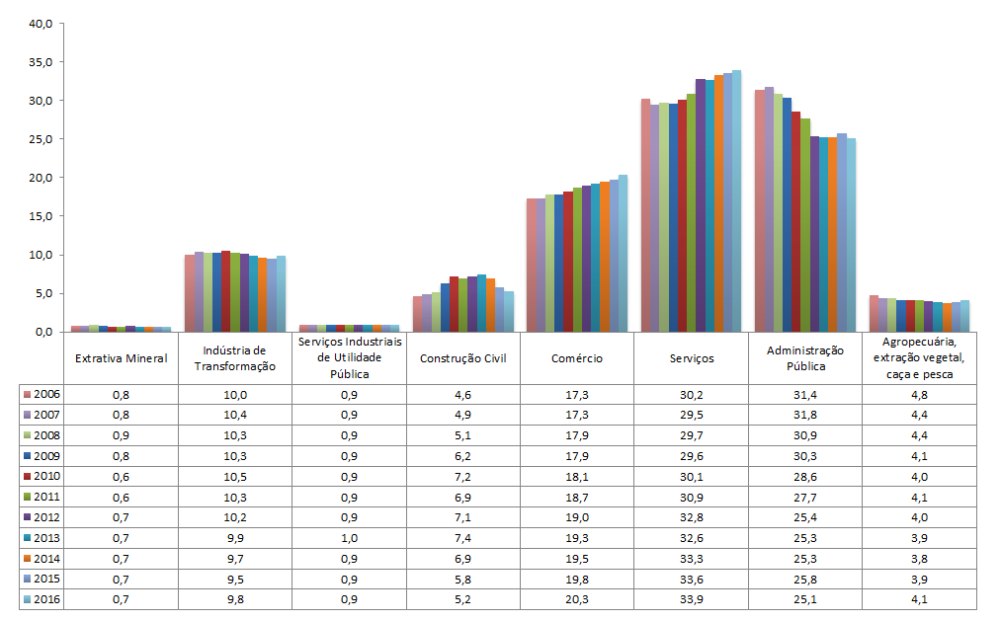 40,0
35,0
30,0
25,0
20,0
15,0
10,0
5,0
0,0
Extrativa Mineral
Indústria de
Transformação
Serviços Industriais
de Utilidade
Pública
Construção Civil
Comércio
Serviços
Administração
Pública
Agropecuária,
extração vegetal,
caça e pesca
2006 0,8 10,0 0,9 4,6 17,3 30,2 31,4 4,8
2007 0,8 10,4 0,9 4,9 17,3 29,5 31,8 4,4
2008 0,9 10,3 0,9 5,1 17,9 29,7 30,9 4,4
2009 0,8 10,3 0,9 6,2 17,9 29,6 30,3 4,1
2010 0,6 10,5 0,9 7,2 18,1 30,1 28,6 4,0
2011 0,6 10,3 0,9 6,9 18,7 30,9 27,7 4,1
2012 0,7 10,2 0,9 7,1 19,0 32,8 25,4 4,0
2013 0,7 9,9 1,0 7,4 19,3 32,6 25,3 3,9
2014 0,7 9,7 0,9 6,9 19,5 33,3 25,3 3,8
2015 0,7 9,5 0,9 5,8 19,8 33,6 25,8 3,9
2016 0,7 9,8 0,9 5,2 20,3 33,9 25,1 4,1